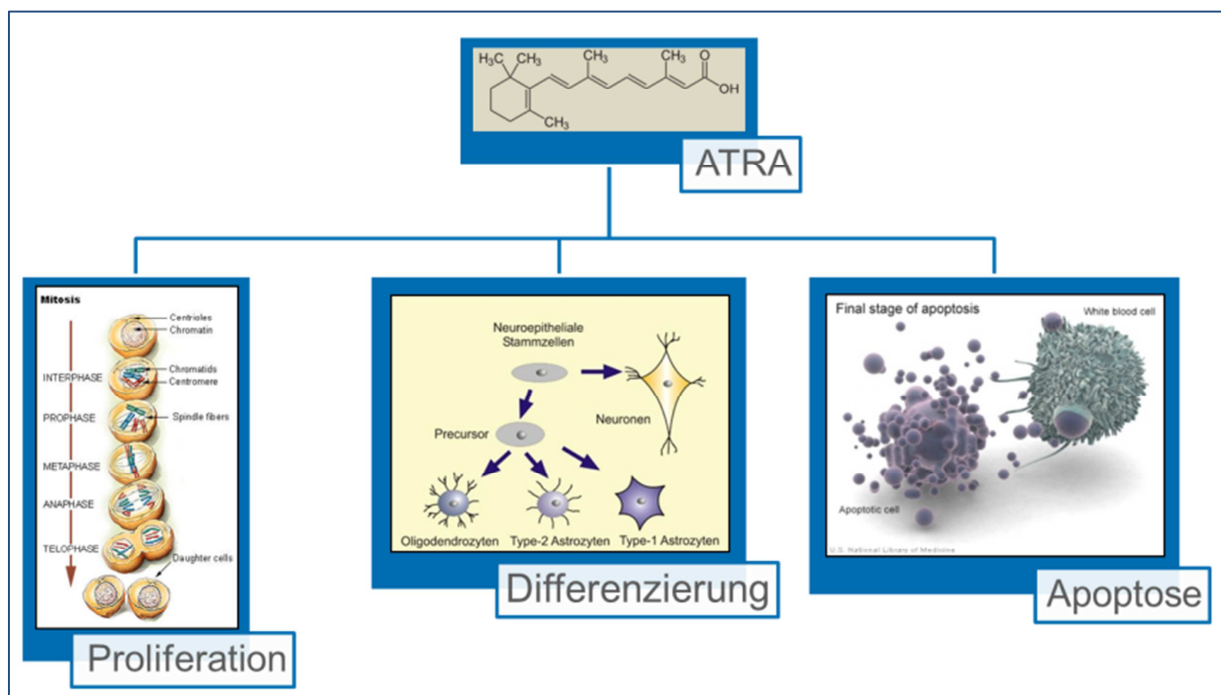 H₃C
CH₃
CH₃
CH₃
O
OH
CH₃
ATRA
Mitosis
Centrioles
Chromatin
Chromatids
INTERPHASE
Centromere
PROPHASE
Spindle fibers
METAPHASE
ANAPHASE
TELOPHASE
Daughter cells
Proliferation
Neuroepitheliale
Stammzellen
Neuronen
Precursor
Oligodendrozyten Type-2 Astrozyten Type-1 Astrozyten
Differenzierung
Final stage of apoptosis
White blood cell
Apoptotic cell
U.S. National Library of Medicine
Apoptose